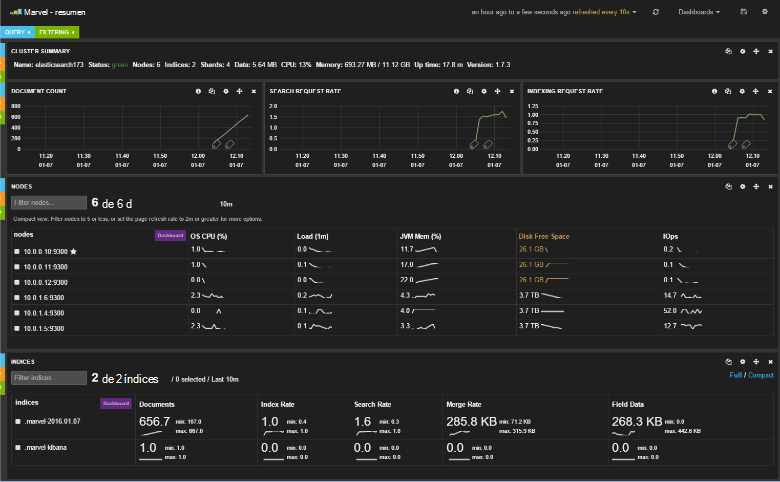 Marvel - resumen
an hour ago to a few seconds ago refreshed every 10s
Dashboards
QUERY
FILTERING
CLUSTER SUMMARY
Name: elasticsearch173 Status: green Nodes: 6 Indices: 2 Shards: 4 Data: 5.64 MB CPU: 13% Memory: 693.27 MB / 11.12 GB Up time: 17.8 m Version: 1.7.3
DOCUMENT COUNT
800
600
400
200
0
11.20 11.30 11.40 11.50 12.00 12.10
01-07 01-07 01-07 01-07 01-07 01-07
SEARCH REQUEST RATE
2.0
1.5
1.0
0.5
0.0
11.20 11.30 11.40 11.50 12.00 12.10
01-07 01-07 01-07 01-07 01-07 01-07
INDEXING REQUEST RATE
1.25
1.00
0.75
0.50
0.25
0.00
11.20 11.30 11.40 11.50 12.00 12.10
01-07 01-07 01-07 01-07 01-07 01-07
NODES
Filter nodes... 6 de 6 d 10m
Compact view. Filter nodes to 5 or less, or set the page refresh rate to 2m or greater for more options.
nodes Dashboard OS CPU (%) Load (1m) JVM Mem (%) Disk Free Space IOps
10.0.0.10:9300 1.0 0.0 11.7 26.1 GB 0.2
10.0.0.11:9300 1.0 0.1 17.0 26.1 GB 0.1
10.0.0.12:9300 0.0 0.0 22.0 26.1 GB 0.1
10.0.1.6:9300 2.3 0.2 4.3 3.7 TB 14.7
10.0.1.4:9300 0.0 0.1 4.0 3.7 TB 52.0
10.0.1.5:9300 2.3 0.1 3.3 3.7 TB 12.7
INDICES
Filter indices... 2 de 2 índices / 0 selected / Last 10m
Full / Compact
indices Dashboard Documents Index Rate Search Rate Merge Rate Field Data
.marvel-2016.01.07 656.7 min: 107.0 1.0 min: 0.4 1.6 min: 0.3 285.8 KB min: 71.2 KB 268.3 KB min: 0.0
max: 667.0 max: 1.0 max: 1.8 max: 315.9 KB max: 442.8 KB
.marvel-kibana 1.0 min: 1.0 0.0 min: 0.0 0.0 min: 0.0 0.0 min: 0.0 0.0 min: 0.0
max: 1.0 max: 0.0 max: 0.0 max: 0.0 max: 0.0